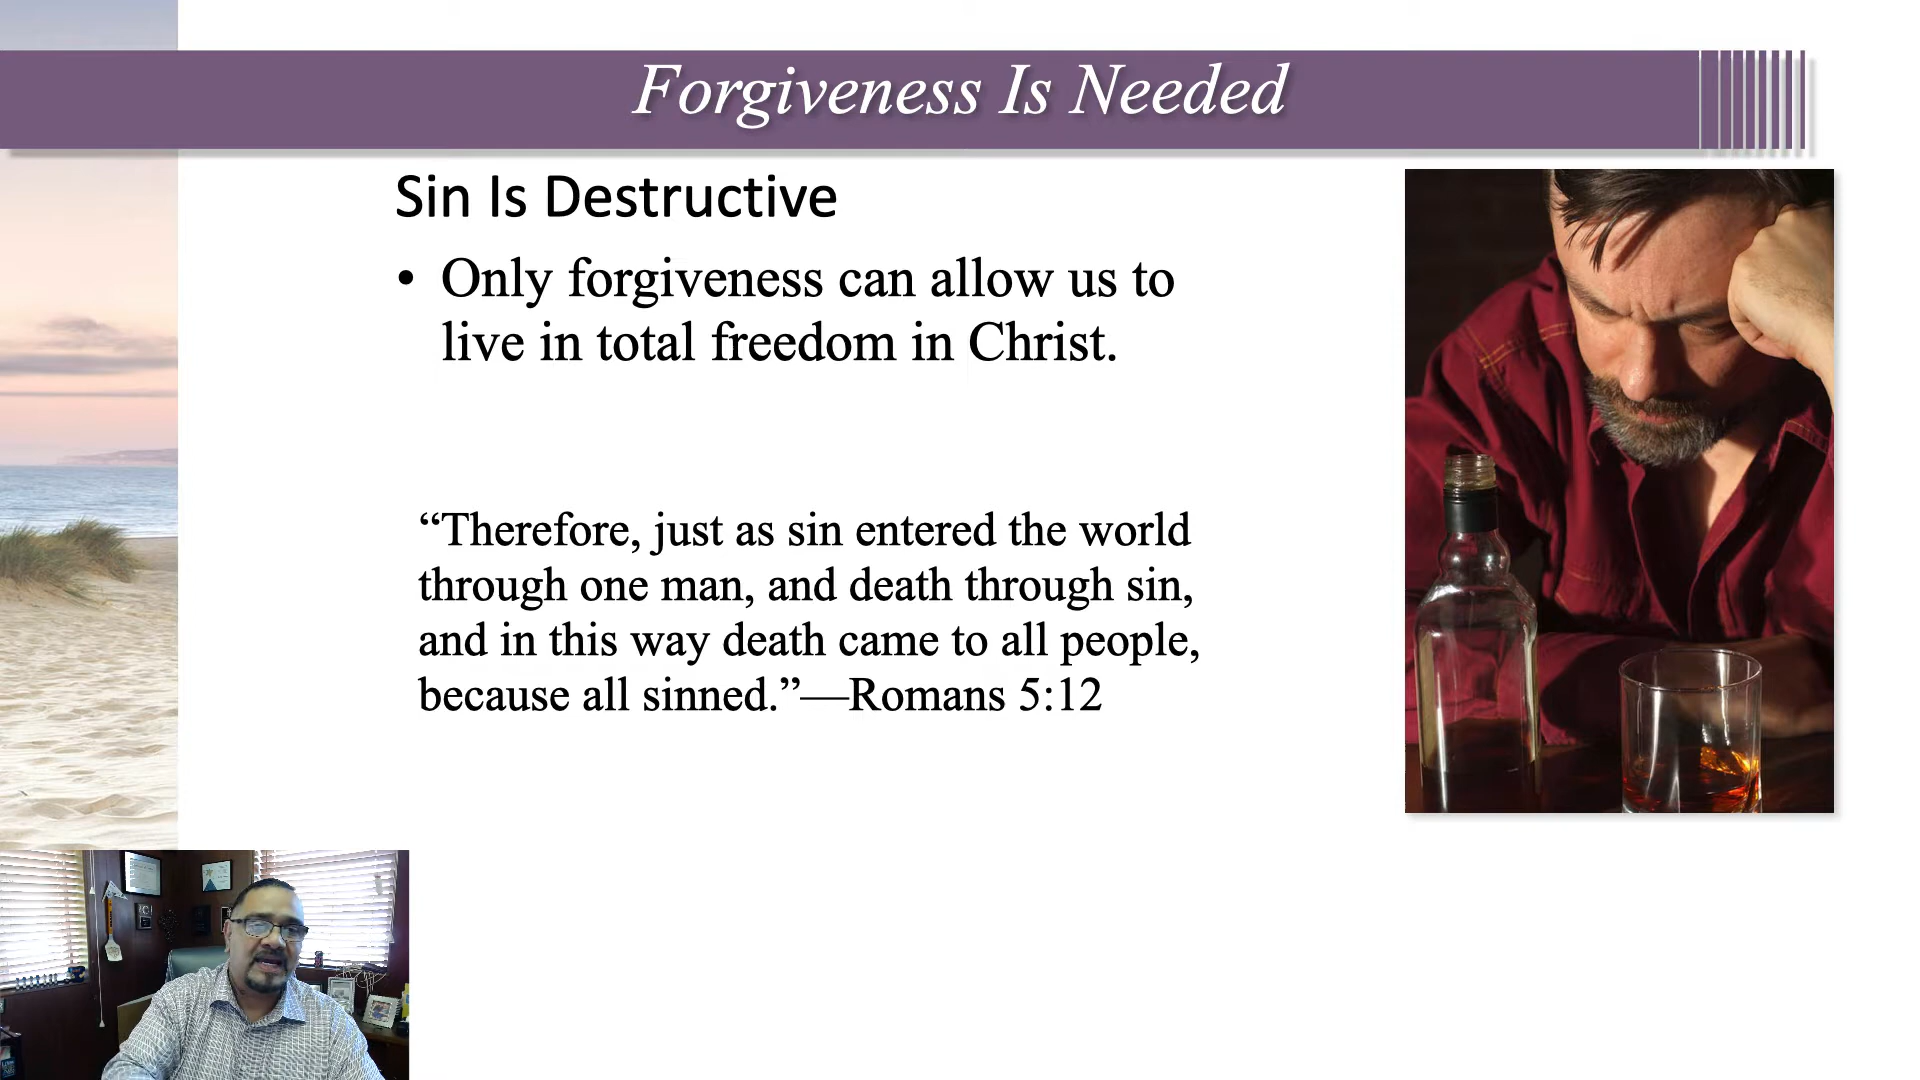 Forgiveness Is Needed
Sin Is Destructive
• Only forgiveness can allow us to
live in total freedom in Christ.
“Therefore, just as sin entered the world
through one man, and death through sin,
and in this way death came to all people,
because all sinned.”—Romans 5:12